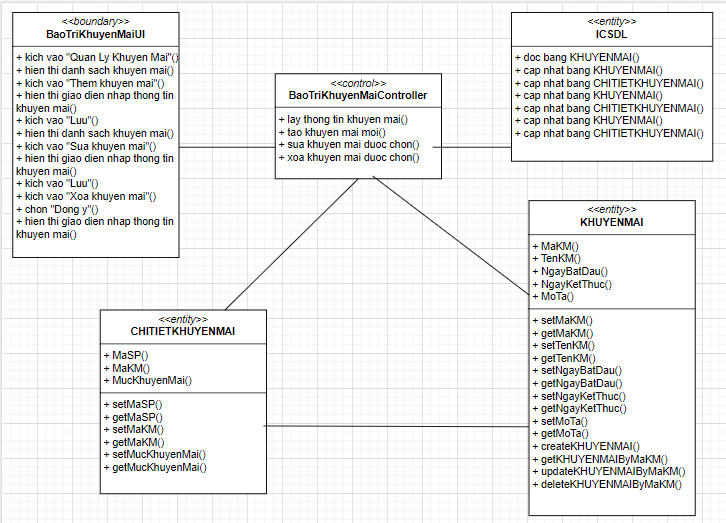 <<boundary>>
BaoTriKhuyenMaiUI
+ kich vao "Quan Ly Khuyen Mai"()
+ hien thi danh sach khuyen mai()
+ kich vao "Them khuyen mai"()
+ hien thi giao dien nhap thong tin
khuyen mai()
+ kich vao "Luu"()
+ hien thi danh sach khuyen mai()
+ kich vao "Sua khuyen mai"()
+ hien thi giao dien nhap thong tin
khuyen mai()
+ kich vao "Luu"()
+ kich vao "Xoa khuyen mai"()
+ chon "Dong y"()
+ hien thi giao dien nhap thong tin
khuyen mai()
<<control>>
BaoTriKhuyenMaiController
+ lay thong tin khuyen mai()
+ tao khuyen mai moi()
+ sua khuyen mai duoc chon()
+ xoa khuyen mai duoc chon()
<<entity>>
ICSDL
+ doc bang KHUYENMAI()
+ cap nhat bang KHUYENMAI()
+ cap nhat bang CHITIETKHUYENMAI()
+ cap nhat bang KHUYENMAI()
+ cap nhat bang CHITIETKHUYENMAI()
+ cap nhat bang KHUYENMAI()
+ cap nhat bang CHITIETKHUYENMAI()
<<entity>>
KHUYENMAI
+ MaKM()
+ TenKM()
+ NgayBatDau()
+ NgayKetThuc()
+ MoTa()
+ setMaKM()
+ getMaKM()
+ setTenKM()
+ getTenKM()
+ setNgayBatDau()
+ getNgayBatDau()
+ setNgayKetThuc()
+ getNgayKetThuc()
+ setMoTa()
+ getMoTa()
+ createKHUYENMAI()
+ getKHUYENMAIByMaKM()
+ updateKHUYENMAIByMaKM()
+ deleteKHUYENMAIByMaKM()
<<entity>>
CHITIETKHUYENMAI
+ MaSP()
+ MaKM()
+ MucKhuyenMai()
+ setMaSP()
+ getMaSP()
+ setMaKM()
+ getMaKM()
+ setMucKhuyenMai()
+ getMucKhuyenMai()